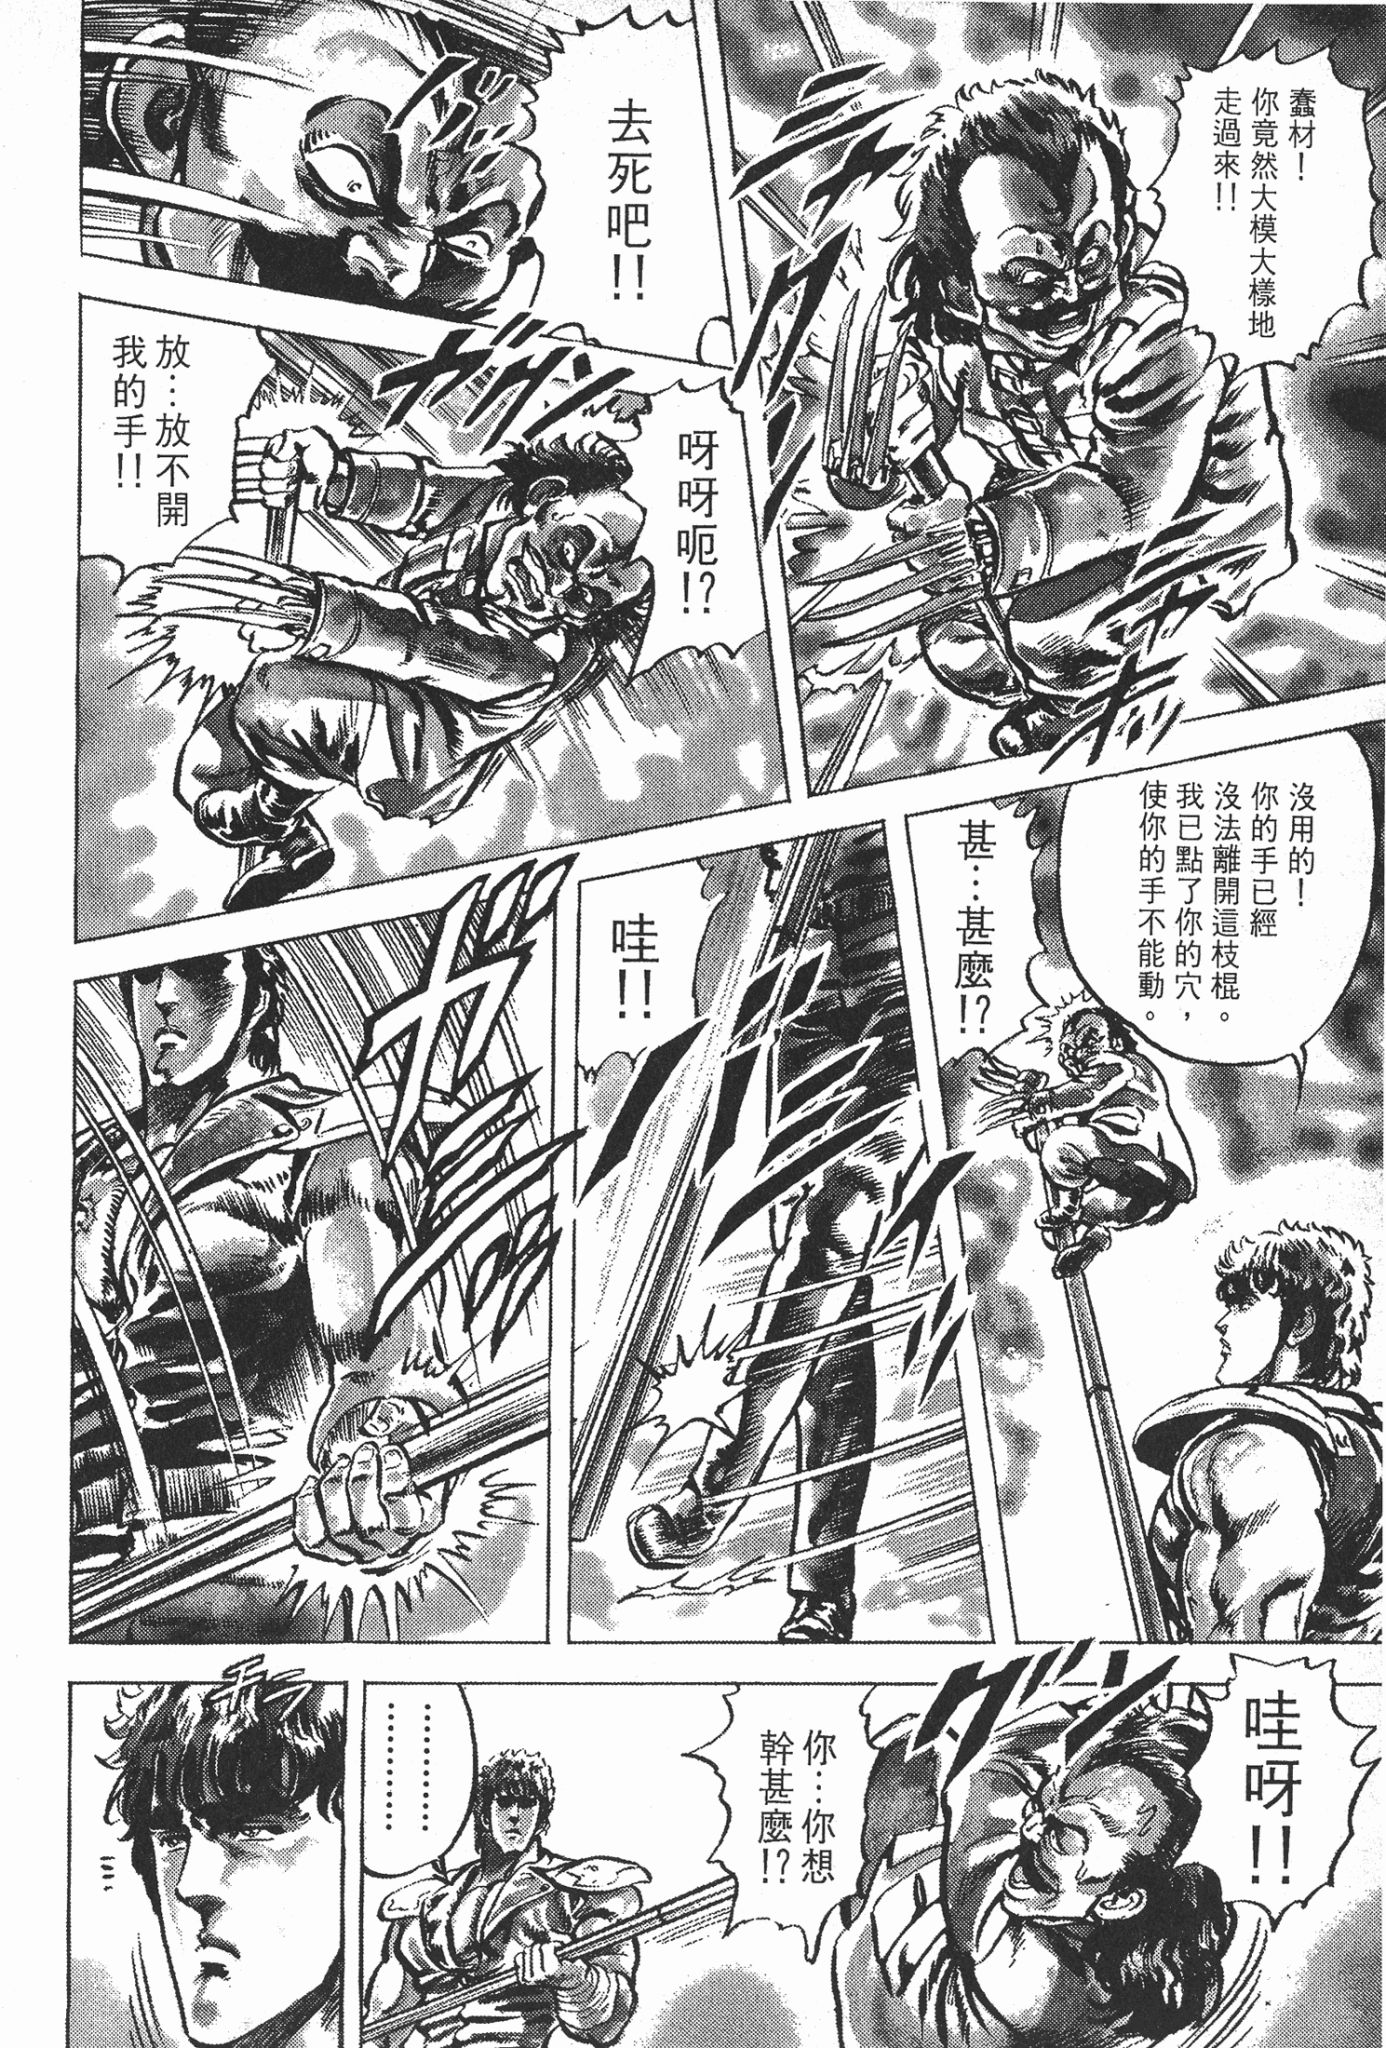 蠢材！
你竟然大模大樣地
走過來!!
去死吧!!
呀呀呃!?
放…放不開
我的手!!
沒用的！
你的手已經
沒法離開這枝棍。
我已點了你的穴，
使你的手不能動。
甚…甚麼!?
哇!!
哇呀!!
你…你想
幹甚麼!?
…………
…………
チラ